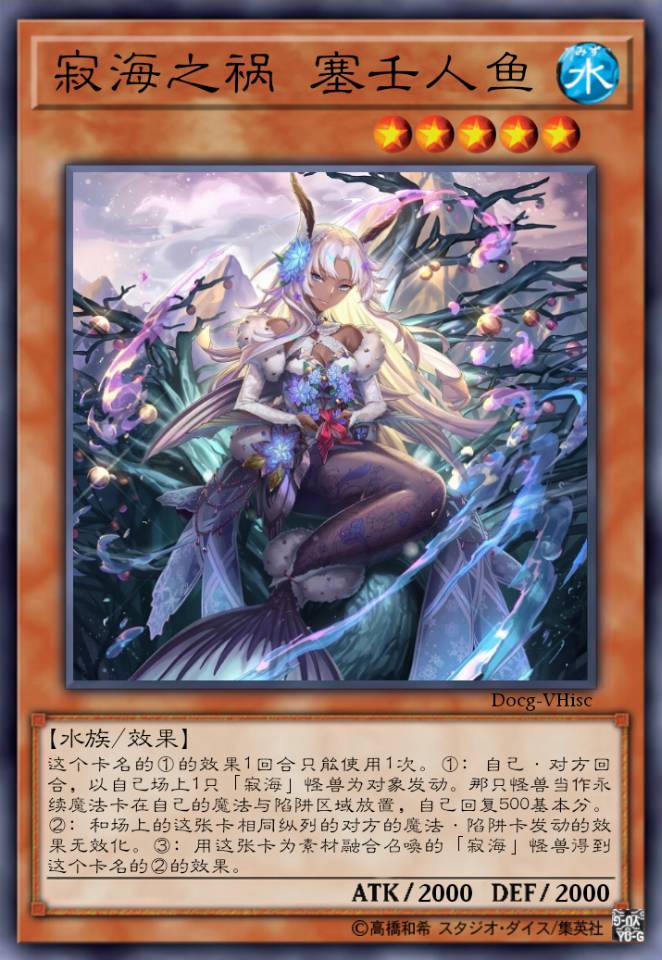 寂海之祸 塞壬人鱼
みず
水
Docg-VHisc
【水族/效果】
这个卡名的①的效果1回合只能使用1次。①：自己·对方回
合，以自己场上1只「寂海」怪兽为对象发动。那只怪兽当作永
续魔法卡在自己的魔法与陷阱区域放置，自己回复500基本分。
②：和场上的这张卡相同纵列的对方的魔法·陷阱卡发动的效
果无效化。③：用这张卡为素材融合召唤的「寂海」怪兽得到
这个卡名的②的效果。
ATK/2000 DEF/2000
©高橋和希 スタジオ·ダイス/集英社